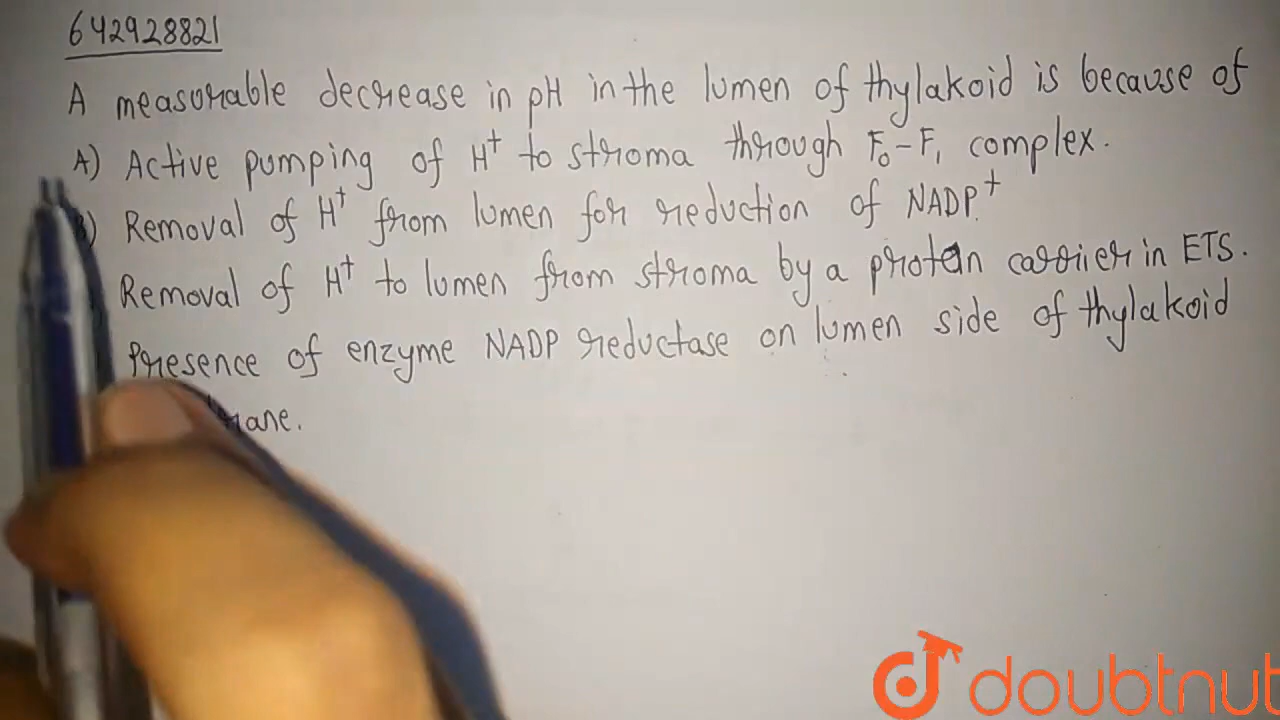 642928821
A measurable decrease in pH in the lumen of thylakoid is because of
A) Active pumping of H⁺ to stroma through F₀-F₁ complex.
B) Removal of H⁺ from lumen for reduction of NADP⁺
Removal of H⁺ to lumen from stroma by a protan carrier in ETS.
Presence of enzyme NADP reductase on lumen side of thylakoid
doubtnut